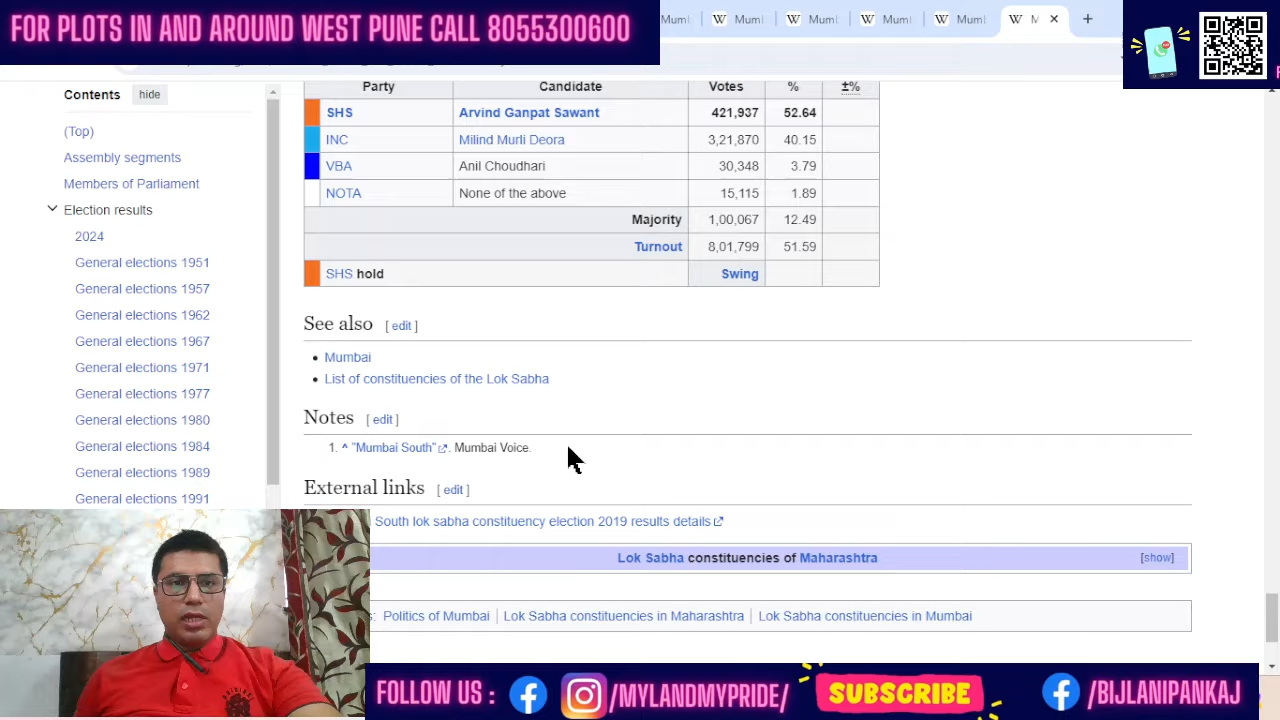 FOR PLOTS IN AND AROUND WEST PUNE CALL 8055300600
W Mumi
W Mum
W Mumi
W Mumi
W M
Contents hide
(Top)
Assembly segments
Members of Parliament
Election results
2024
General elections 1951
General elections 1957
General elections 1962
General elections 1967
General elections 1971
General elections 1977
General elections 1980
General elections 1984
General elections 1989
General elections 1991
Party Candidate Votes % ±%
SHS Arvind Ganpat Sawant 421,937 52.64
INC Milind Murli Deora 3,21,870 40.15
VBA Anil Choudhari 30,348 3.79
NOTA None of the above 15,115 1.89
Majority 1,00,067 12.49
Turnout 8,01,799 51.59
SHS hold Swing
See also [ edit ]
• Mumbai
• List of constituencies of the Lok Sabha
Notes [ edit ]
1. ^ "Mumbai South". Mumbai Voice.
External links [ edit ]
South lok sabha constituency election 2019 results details
Lok Sabha constituencies of Maharashtra [show]
Politics of Mumbai | Lok Sabha constituencies in Maharashtra | Lok Sabha constituencies in Mumbai
ORIGINAL
FOLLOW US : /MYLANDMYPRIDE/ SUBSCRIBE /BIJLANIPANKAJ